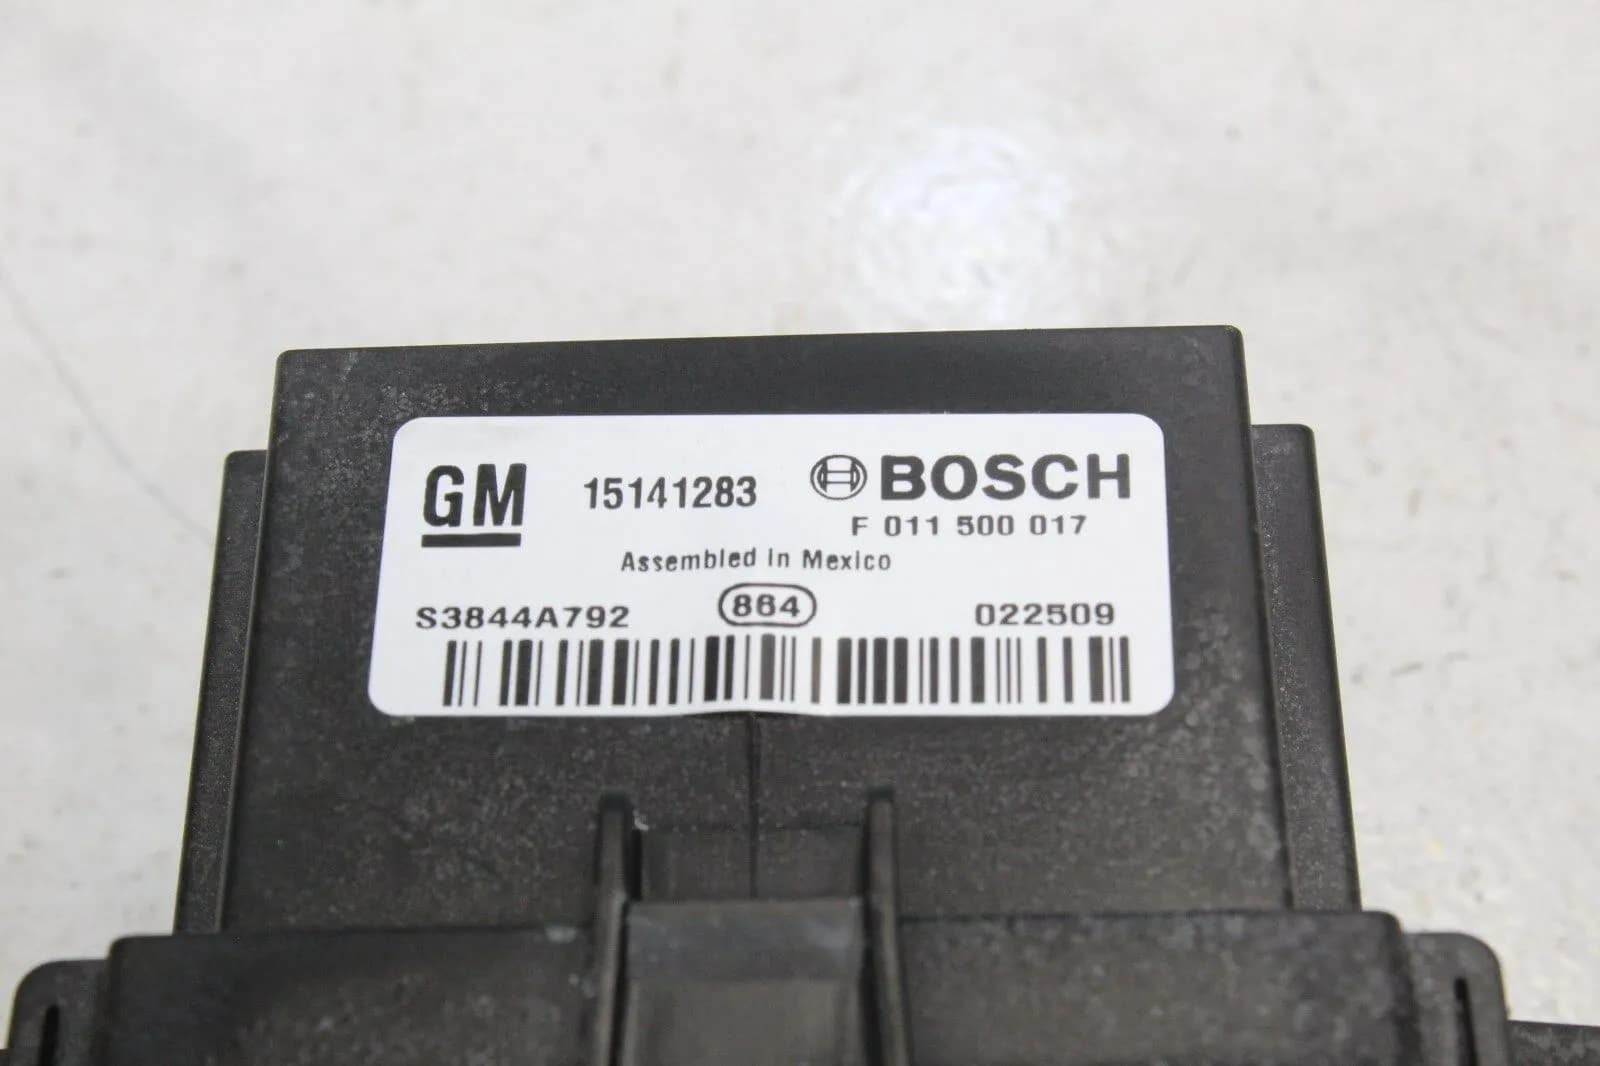 GM 15141283 BOSCH
F 011 500 017
Assembled in Mexico
S3844A792 864 022509